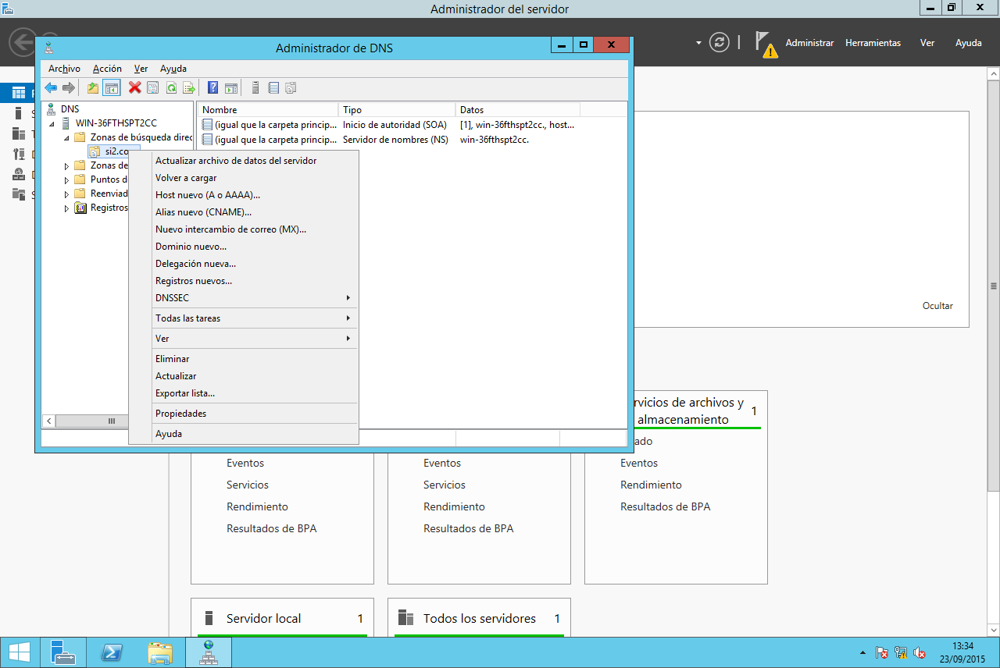 Administrador del servidor
Administrar
Herramientas
Ver
Ayuda
Administrador de DNS
Archivo
Acción
Ver
Ayuda
DNS
WIN-36FTHSPT2CC
Zonas de búsqueda direc
si2.co
Zonas de
Puntos d
Reenviad
Registros
Nombre
Tipo
Datos
(igual que la carpeta princip...
Inicio de autoridad (SOA)
[1], win-36fthspt2cc., host...
(igual que la carpeta princip...
Servidor de nombres (NS)
win-36fthspt2cc.
Actualizar archivo de datos del servidor
Volver a cargar
Host nuevo (A o AAAA)...
Alias nuevo (CNAME)...
Nuevo intercambio de correo (MX)...
Dominio nuevo...
Delegación nueva...
Registros nuevos...
DNSSEC
Todas las tareas
Ver
Eliminar
Actualizar
Exportar lista...
Propiedades
Ayuda
Ocultar
Eventos
Servicios
Rendimiento
Resultados de BPA
Eventos
Servicios
Rendimiento
Resultados de BPA
rvicios de archivos y
almacenamiento
1
ado
Eventos
Rendimiento
Resultados de BPA
Servidor local
1
Todos los servidores
1
13:34
23/09/2015